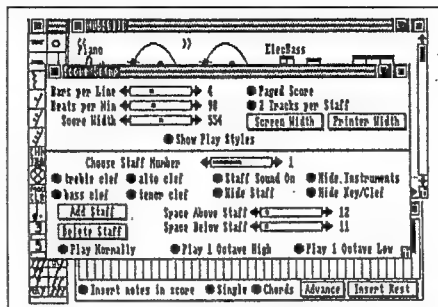 Piano ElecBass
Bars per Line 4
Paged Score
Beats per Min 98
2 Tracks per Staff
Score Width 554
Screen Width Printer Width
Show Play Styles
Choose Staff Number 1
treble clef alto clef Staff Sound On Hide Instruments
bass clef tenor clef Hide Staff Hide Key/Clef
Add Staff Space Above Staff 12
Delete Staff Space Below Staff 11
Play Normally Play 1 Octave High Play 1 Octave Low
Insert notes in score Single Chords Advance Insert Rest